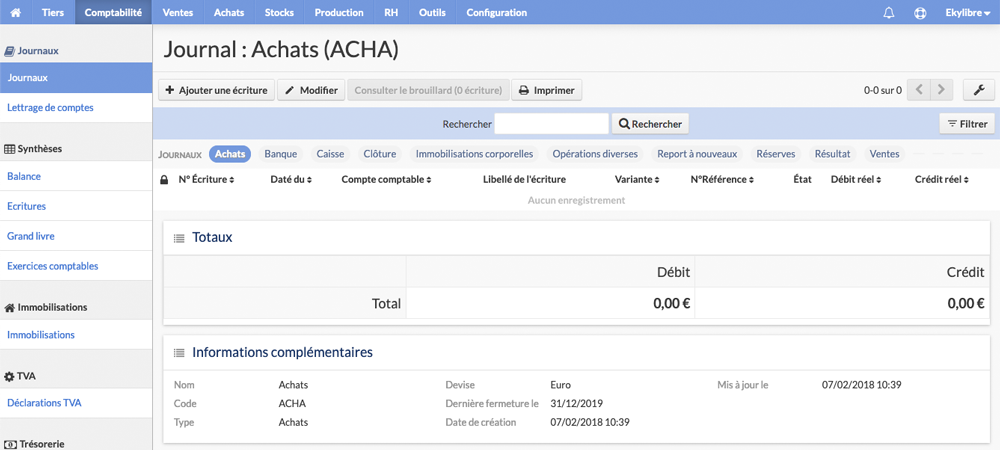 Tiers Comptabilité Ventes Achats Stocks Production RH Outils Configuration Ekylibre
Journaux
Journaux
Lettrage de comptes
Synthèses
Balance
Ecritures
Grand livre
Exercices comptables
Immobilisations
Immobilisations
TVA
Déclarations TVA
Trésorerie
Journal : Achats (ACHA)
Ajouter une écriture Modifier Consulter le brouillard (0 écriture) Imprimer 0-0 sur 0
Rechercher Rechercher Filtrer
JOURNAUX Achats Banque Caisse Clôture Immobilisations corporelles Opérations diverses Report à nouveaux Réserves Résultat Ventes
N° Écriture Daté du Compte comptable Libellé de l'écriture Variante N°Référence État Débit réel Crédit réel
Aucun enregistrement
Totaux
Débit Crédit
Total 0,00 € 0,00 €
Informations complémentaires
Nom Achats Devise Euro Mis à jour le 07/02/2018 10:39
Code ACHA Dernière fermeture le 31/12/2019
Type Achats Date de création 07/02/2018 10:39